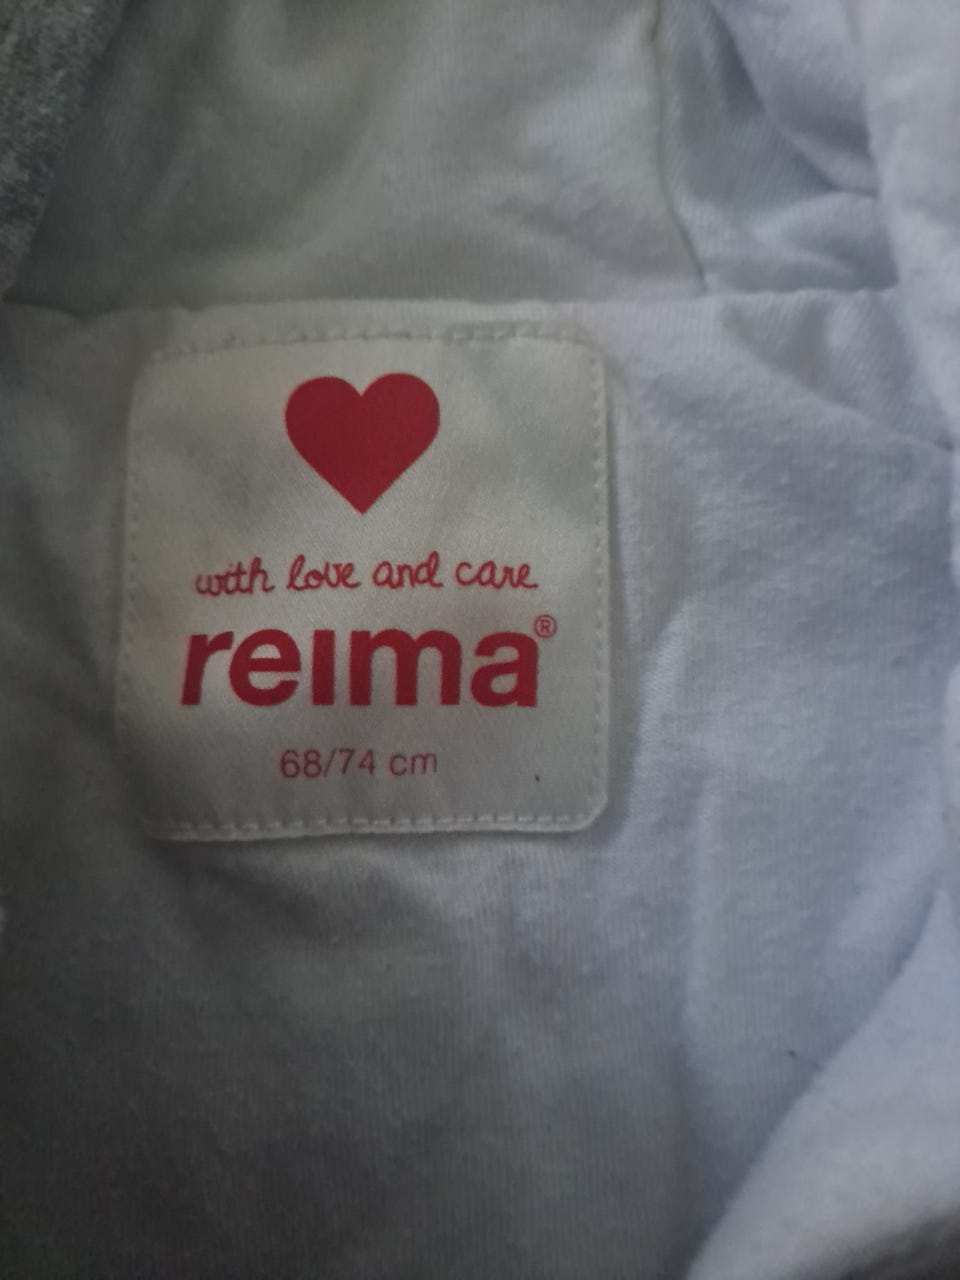 with love and care
reima®
68/74 cm